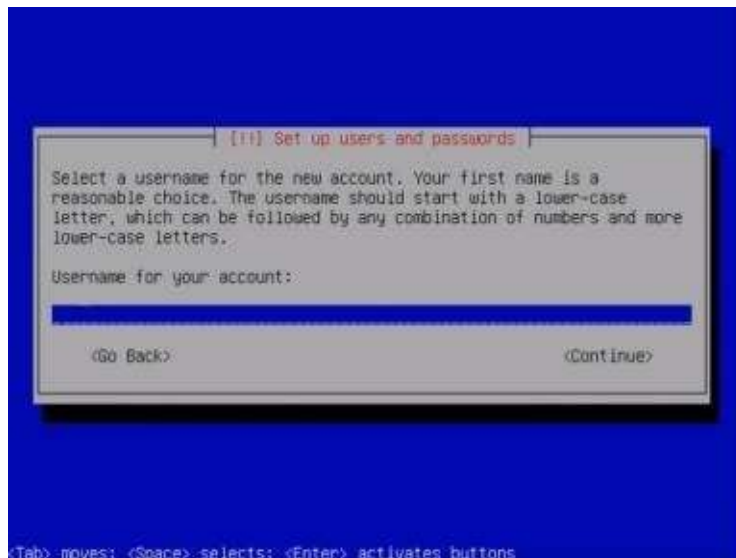 [!!] Set up users and passwords
Select a username for the new account. Your first name is a
reasonable choice. The username should start with a lower-case
letter, which can be followed by any combination of numbers and more
lower-case letters.
Username for your account:
<Go Back> <Continue>
<Tab> moves; <Space> selects; <Enter> activates buttons